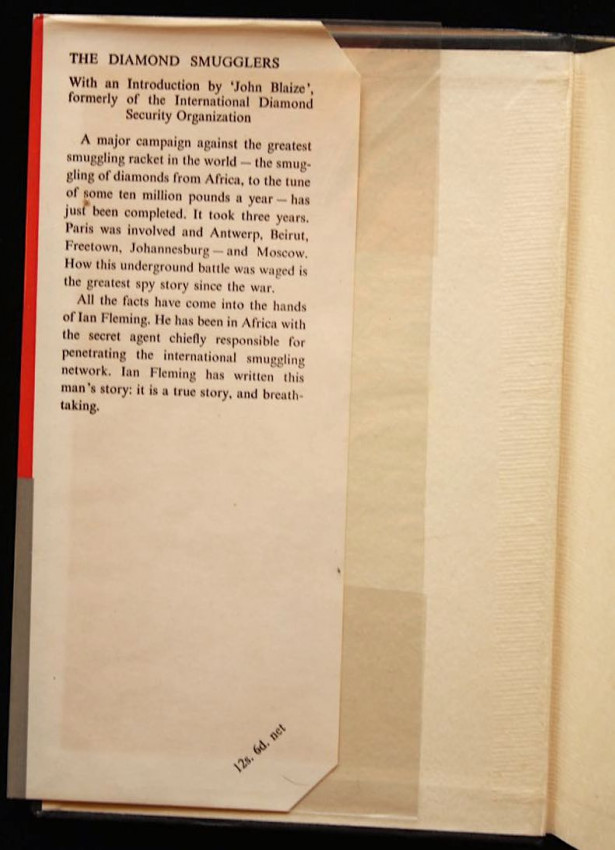 THE DIAMOND SMUGGLERS
With an Introduction by ‘John Blaize’,
formerly of the International Diamond
Security Organization
A major campaign against the greatest
smuggling racket in the world — the smug-
gling of diamonds from Africa, to the tune
of some ten million pounds a year — has
just been completed. It took three years.
Paris was involved and Antwerp, Beirut,
Freetown, Johannesburg — and Moscow.
How this underground battle was waged is
the greatest spy story since the war.
All the facts have come into the hands
of Ian Fleming. He has been in Africa with
the secret agent chiefly responsible for
penetrating the international smuggling
network. Ian Fleming has written this
man’s story: it is a true story, and breath-
taking.
12s. 6d. net